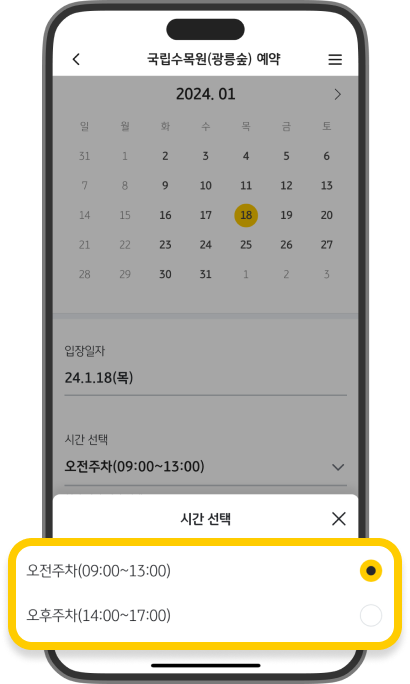 국립수목원(광릉숲) 예약
2024. 01
일 월 화 수 목 금 토
31 1 2 3 4 5 6
7 8 9 10 11 12 13
14 15 16 17 18 19 20
21 22 23 24 25 26 27
28 29 30 31 1 2 3
입장일자
24.1.18(목)
시간 선택
오전주차(09:00~13:00)
시간 선택
오전주차(09:00~13:00)
오후주차(14:00~17:00)